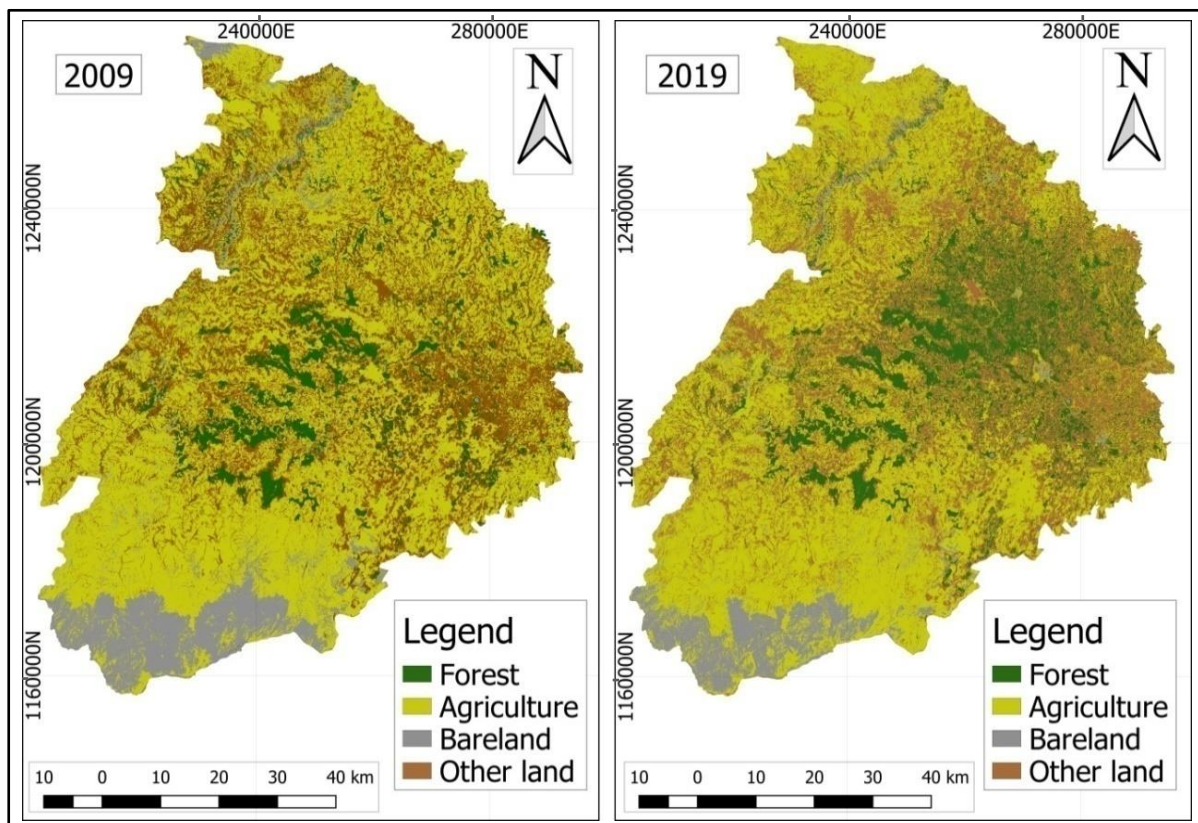 240000E 280000E
2009
N
1240000N
1200000N
1160000N
Legend
Forest
Agriculture
Bareland
Other land
10 0 10 20 30 40 km
240000E 280000E
2019
N
1240000N
1200000N
1160000N
Legend
Forest
Agriculture
Bareland
Other land
10 0 10 20 30 40 km